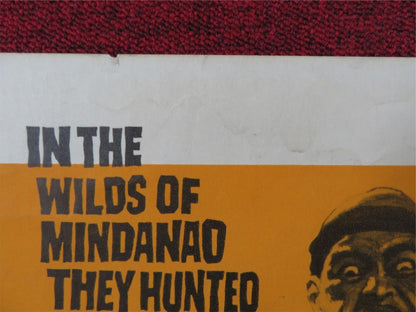 IN THE
WILDS OF
MINDANAO
THEY HUNTED